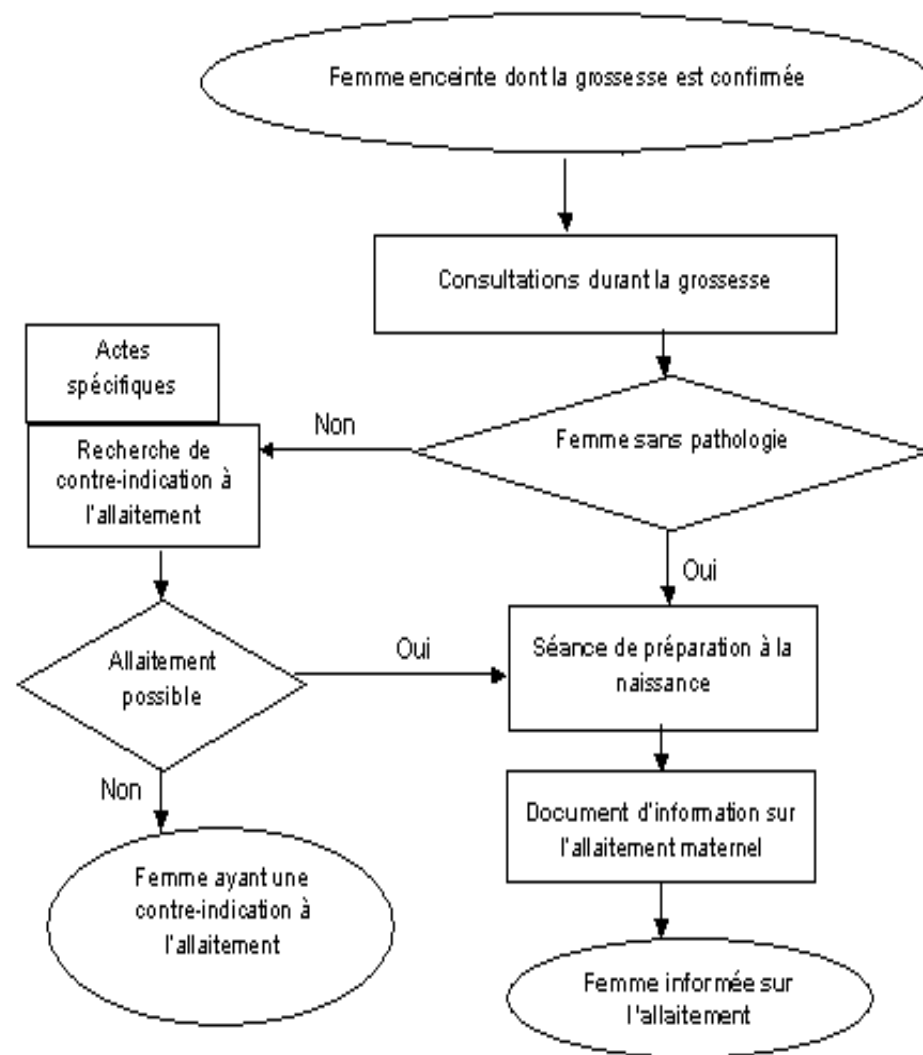 Femme enceinte dont la grossesse est confirmée
Consultations durant la grossesse
Actes
spécifiques
Non
Femme sans pathologie
Recherche de
contre-indication à
l'allaitement
Oui
Allaitement
possible
Oui
Séance de préparation à la
naissance
Non
Document d'information sur
l'allaitement maternel
Femme ayant une
contre-indication à
l'allaitement
Femme informée sur
l'allaitement